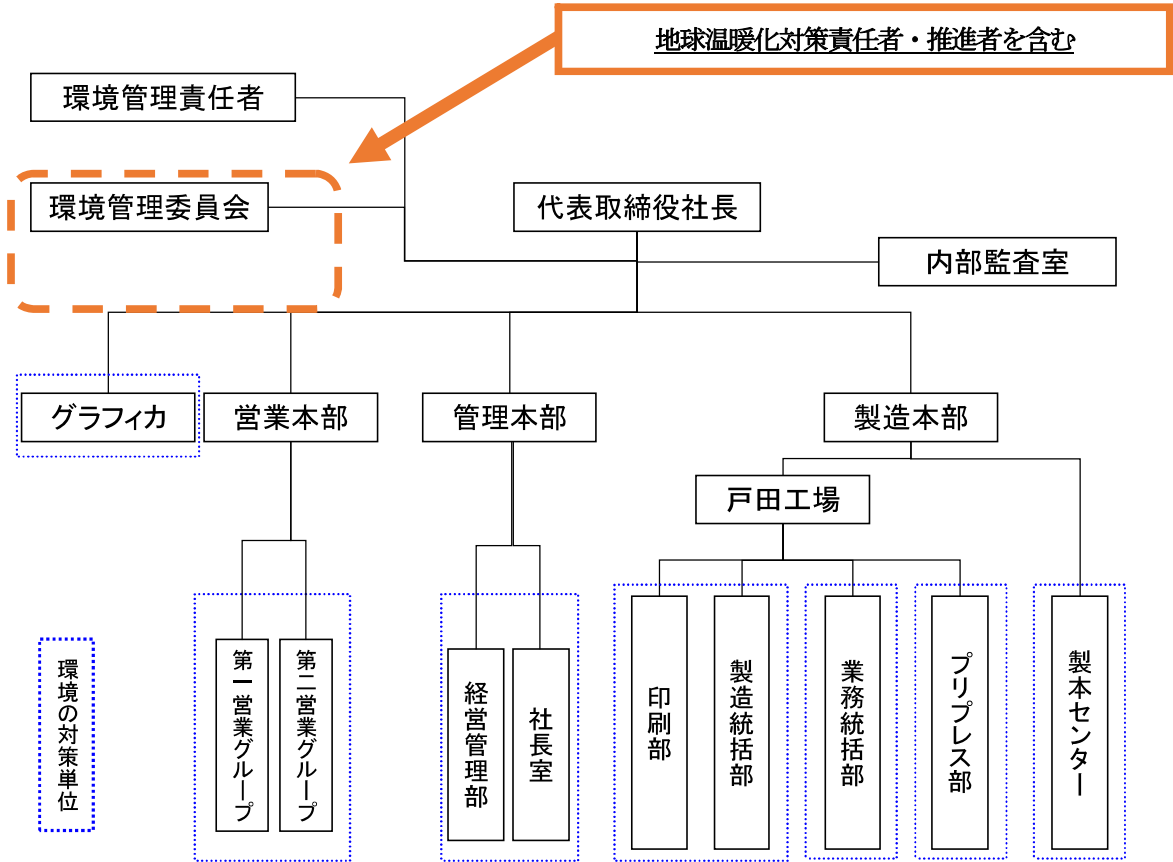 地球温暖化対策責任者・推進者を含む
環境管理責任者
環境管理委員会
代表取締役社長
内部監査室
グラフィカ
営業本部
管理本部
製造本部
戸田工場
環境の対策単位
第一営業グループ
第二営業グループ
経営管理部
社長室
印刷部
製造統括部
業務統括部
プリプレス部
製本センター